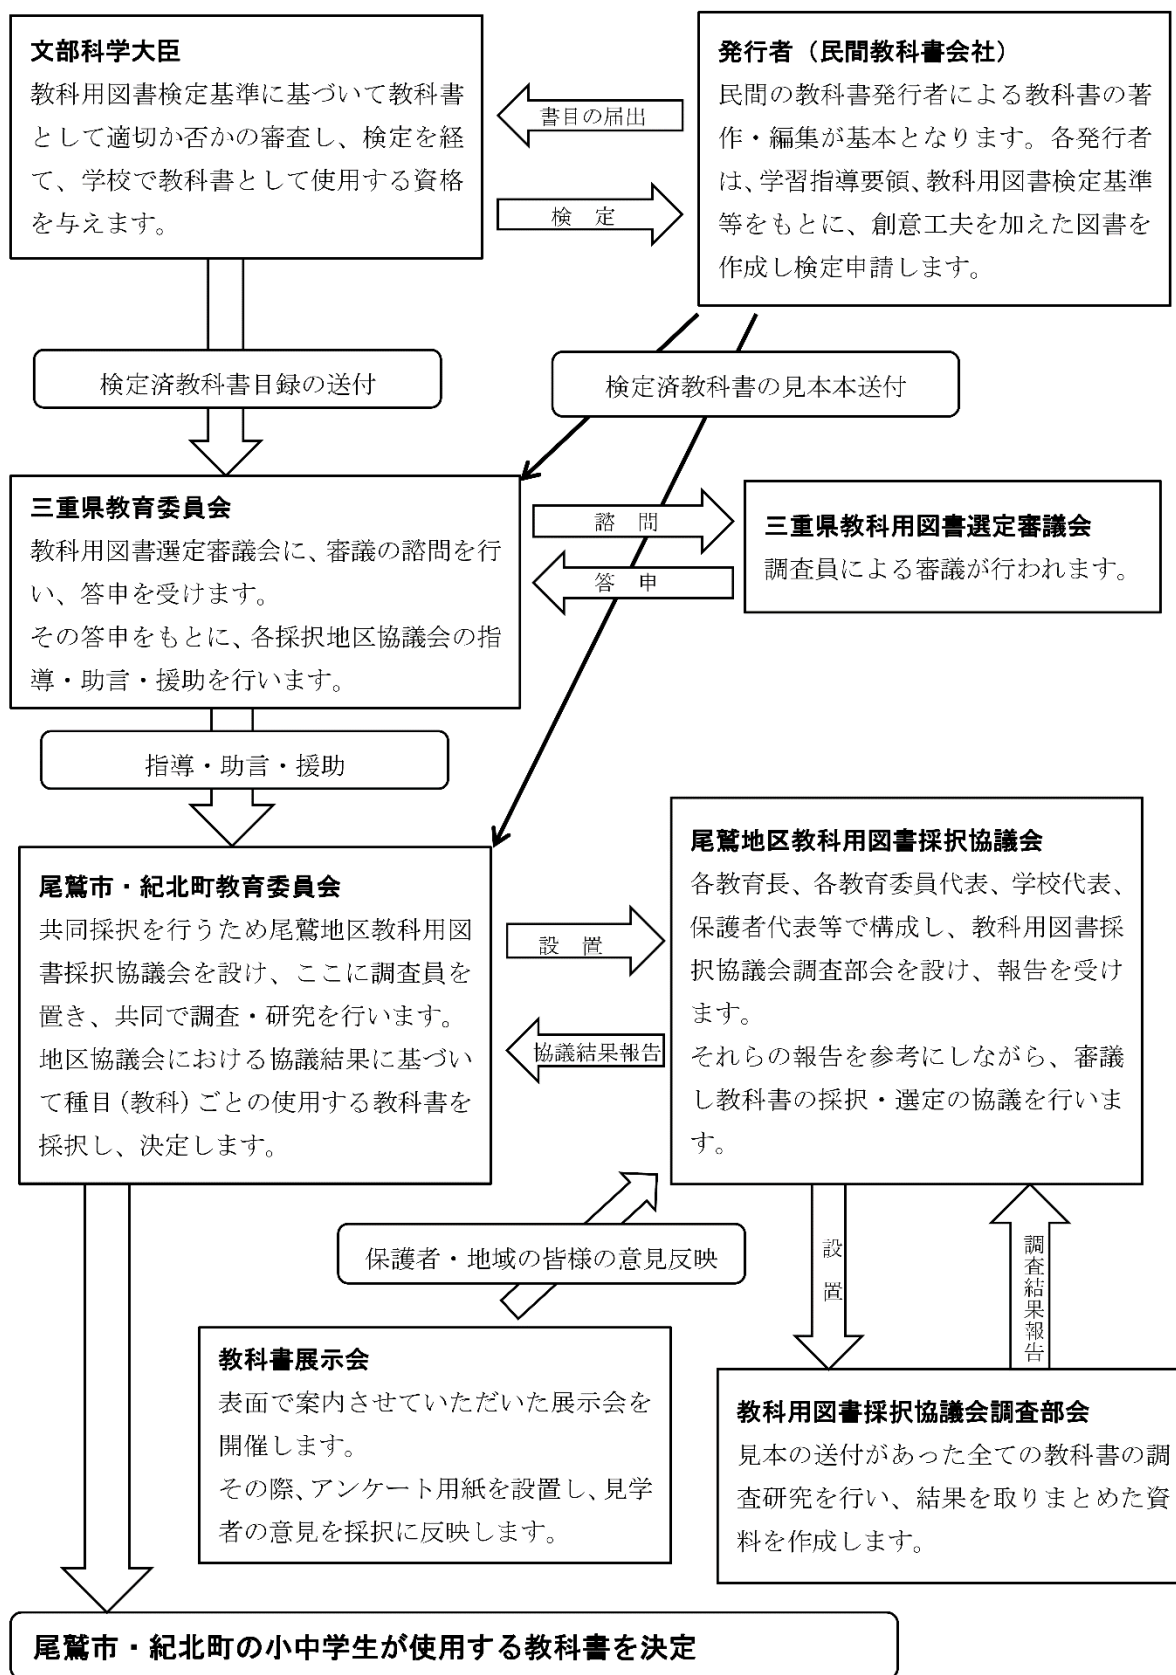 文部科学大臣
教科用図書検定基準に基づいて教科書
として適切か否かの審査し、検定を経
て、学校で教科書として使用する資格
を与えます。
書目の届出
検 定
発行者（民間教科書会社）
民間の教科書発行者による教科書の著
作・編集が基本となります。各発行者
は、学習指導要領、教科用図書検定基準
等をもとに、創意工夫を加えた図書を
作成し検定申請します。
検定済教科書目録の送付
検定済教科書の見本本送付
三重県教育委員会
教科用図書選定審議会に、審議の諮問を行
い、答申を受けます。
その答申をもとに、各採択地区協議会の指
導・助言・援助を行います。
諮 問
答 申
三重県教科用図書選定審議会
調査員による審議が行われます。
指導・助言・援助
尾鷲市・紀北町教育委員会
共同採択を行うため尾鷲地区教科用図
書採択協議会を設け、ここに調査員を
置き、共同で調査・研究を行います。
地区協議会における協議結果に基づい
て種目（教科）ごとの使用する教科書を
採択し、決定します。
設 置
協議結果報告
尾鷲地区教科用図書採択協議会
各教育長、各教育委員代表、学校代表、
保護者代表等で構成し、教科用図書採
択協議会調査部会を設け、報告を受け
ます。
それらの報告を参考にしながら、審議
し教科書の採択・選定の協議を行いま
す。
保護者・地域の皆様の意見反映
設 置
調査結果報告
教科書展示会
表面で案内させていただいた展示会を
開催します。
その際、アンケート用紙を設置し、見学
者の意見を採択に反映します。
教科用図書採択協議会調査部会
見本の送付があった全ての教科書の調
査研究を行い、結果を取りまとめた資
料を作成します。
尾鷲市・紀北町の小中学生が使用する教科書を決定